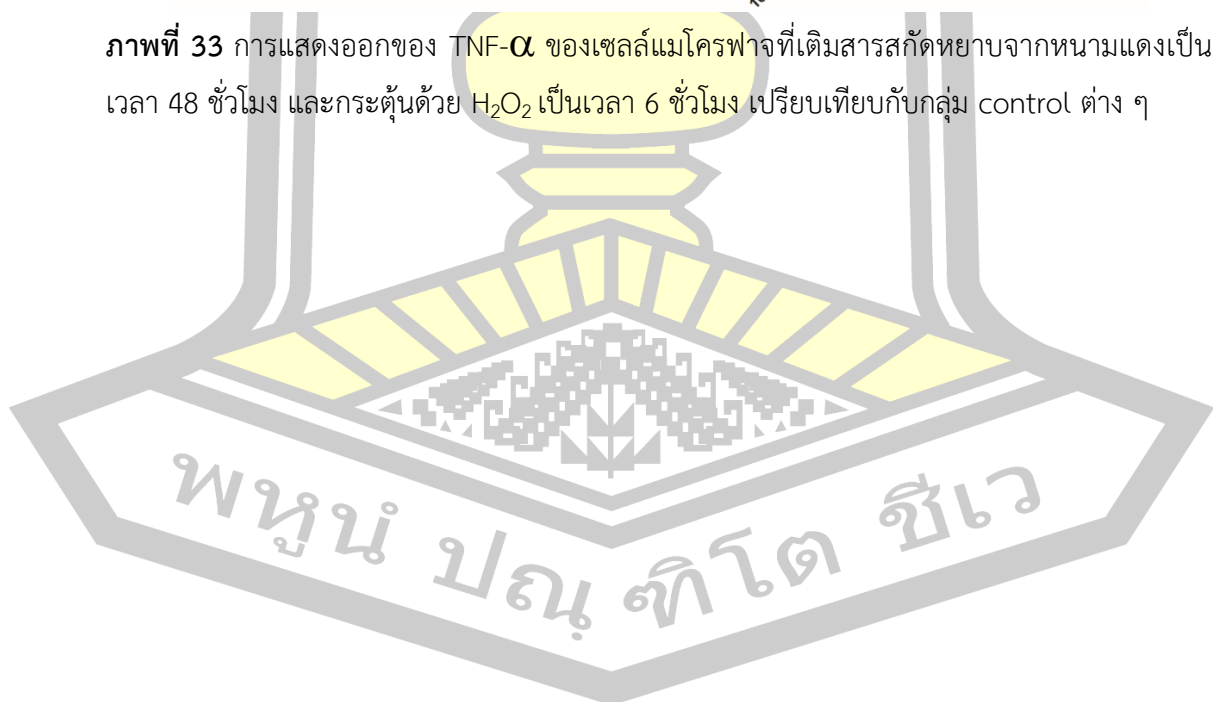 ภาพที่ 33 การแสดงออกของ TNF-α ของเซลล์แมโครฟาจที่เติมสารสกัดหยาบจากหนามแดงเป็น
เวลา 48 ชั่วโมง และกระตุ้นด้วย H₂O₂ เป็นเวลา 6 ชั่วโมง เปรียบเทียบกับกลุ่ม control ต่าง ๆ
พหุนํ ปณฺฑิโต ชีเว